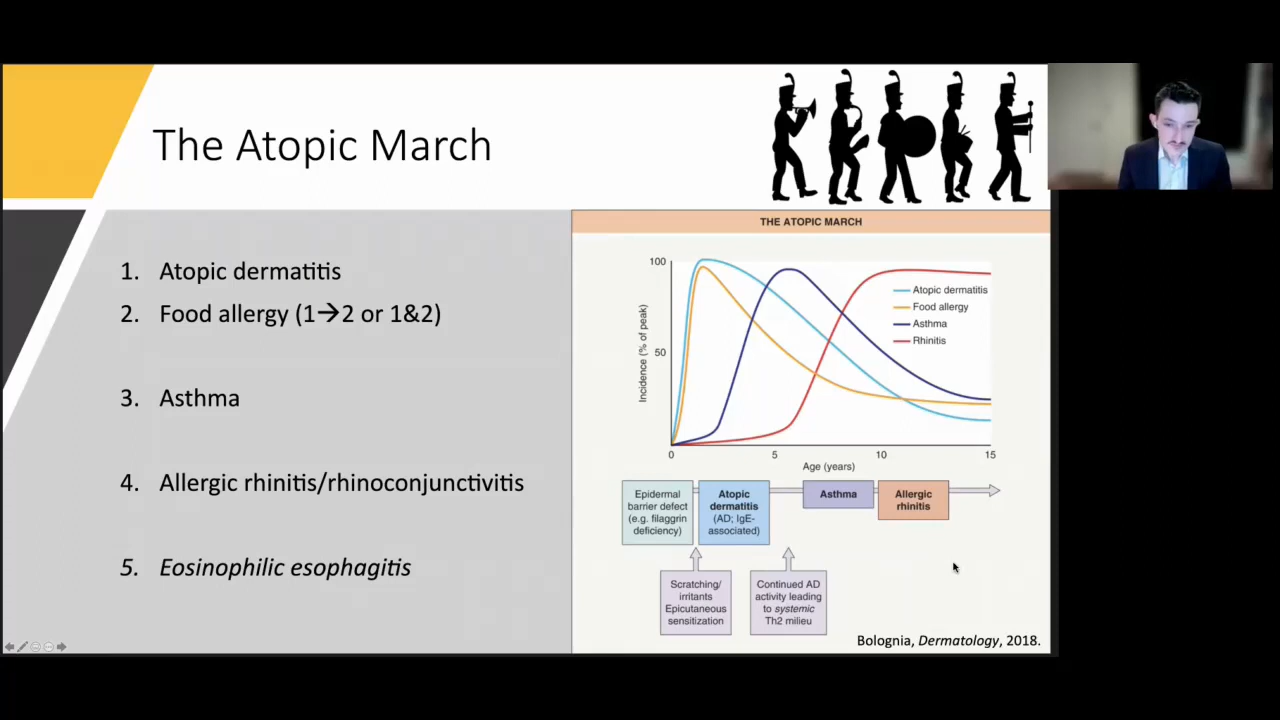 The Atopic March
1. Atopic dermatitis
2. Food allergy (1→2 or 1&2)
3. Asthma
4. Allergic rhinitis/rhinoconjunctivitis
5. Eosinophilic esophagitis
THE ATOPIC MARCH
100
50
Incidence (% of peak)
Atopic dermatitis
Food allergy
Asthma
Rhinitis
0 5 10 15
Age (years)
Epidermal
barrier defect
(e.g. filaggrin
deficiency)
Atopic
dermatitis
(AD; IgE-
associated)
Asthma
Allergic
rhinitis
Scratching/
irritants
Epicutaneous
sensitization
Continued AD
activity leading
to systemic
Th2 milieu
Bolognia, Dermatology, 2018.